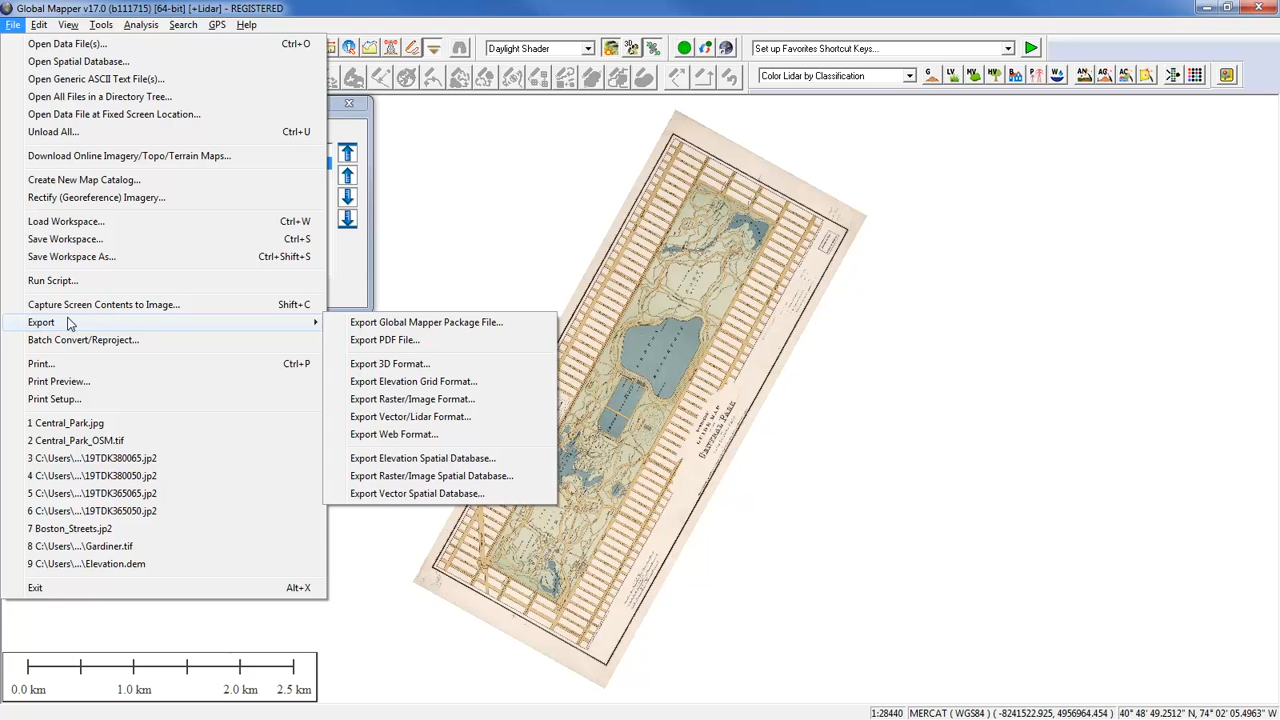 Global Mapper v17.0 (b111715) [64-bit] [+Lidar] - REGISTERED
File Edit View Tools Analysis Search GPS Help
Daylight Shader
Set up Favorites Shortcut Keys...
Color Lidar by Classification
Open Data File(s)... Ctrl+O
Open Spatial Database...
Open Generic ASCII Text File(s)...
Open All Files in a Directory Tree...
Open Data File at Fixed Screen Location...
Unload All... Ctrl+U
Download Online Imagery/Topo/Terrain Maps...
Create New Map Catalog...
Rectify (Georeference) Imagery...
Load Workspace... Ctrl+W
Save Workspace... Ctrl+S
Save Workspace As... Ctrl+Shift+S
Run Script...
Capture Screen Contents to Image... Shift+C
Export
Batch Convert/Reproject...
Print... Ctrl+P
Print Preview...
Print Setup...
1 Central_Park.jpg
2 Central_Park_OSM.tif
3 C:\Users\...\19TDK380065.jp2
4 C:\Users\...\19TDK380050.jp2
5 C:\Users\...\19TDK365065.jp2
6 C:\Users\...\19TDK365050.jp2
7 Boston_Streets.jp2
8 C:\Users\...\Gardiner.tif
9 C:\Users\...\Elevation.dem
Exit Alt+X
Export Global Mapper Package File...
Export PDF File...
Export 3D Format...
Export Elevation Grid Format...
Export Raster/Image Format...
Export Vector/Lidar Format...
Export Web Format...
Export Elevation Spatial Database...
Export Raster/Image Spatial Database...
Export Vector Spatial Database...
GUIDE MAP
CENTRAL PARK
0.0 km 1.0 km 2.0 km 2.5 km
1:28440 MERCAT ( WGS84 ) ( -8241522.925, 4956964.454 ) 40° 48' 49.2512" N, 74° 02' 05.4963" W